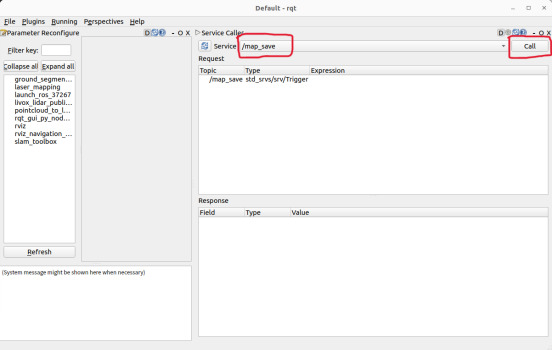 Default - rqt
File Plugins Running Perspectives Help
Parameter Reconfigure
D - O X
Filter key:
Collapse all Expand all
ground_segmen...
laser_mapping
launch_ros_37267
livox_lidar_publi...
pointcloud_to_l...
rqt_gui_py_nod...
rviz
rviz_navigation_...
slam_toolbox
Refresh
(System message might be shown here when necessary)
Service Caller
D - O X
Service /map_save Call
Request
Topic Type Expression
/map_save std_srvs/srv/Trigger
Response
Field Type Value